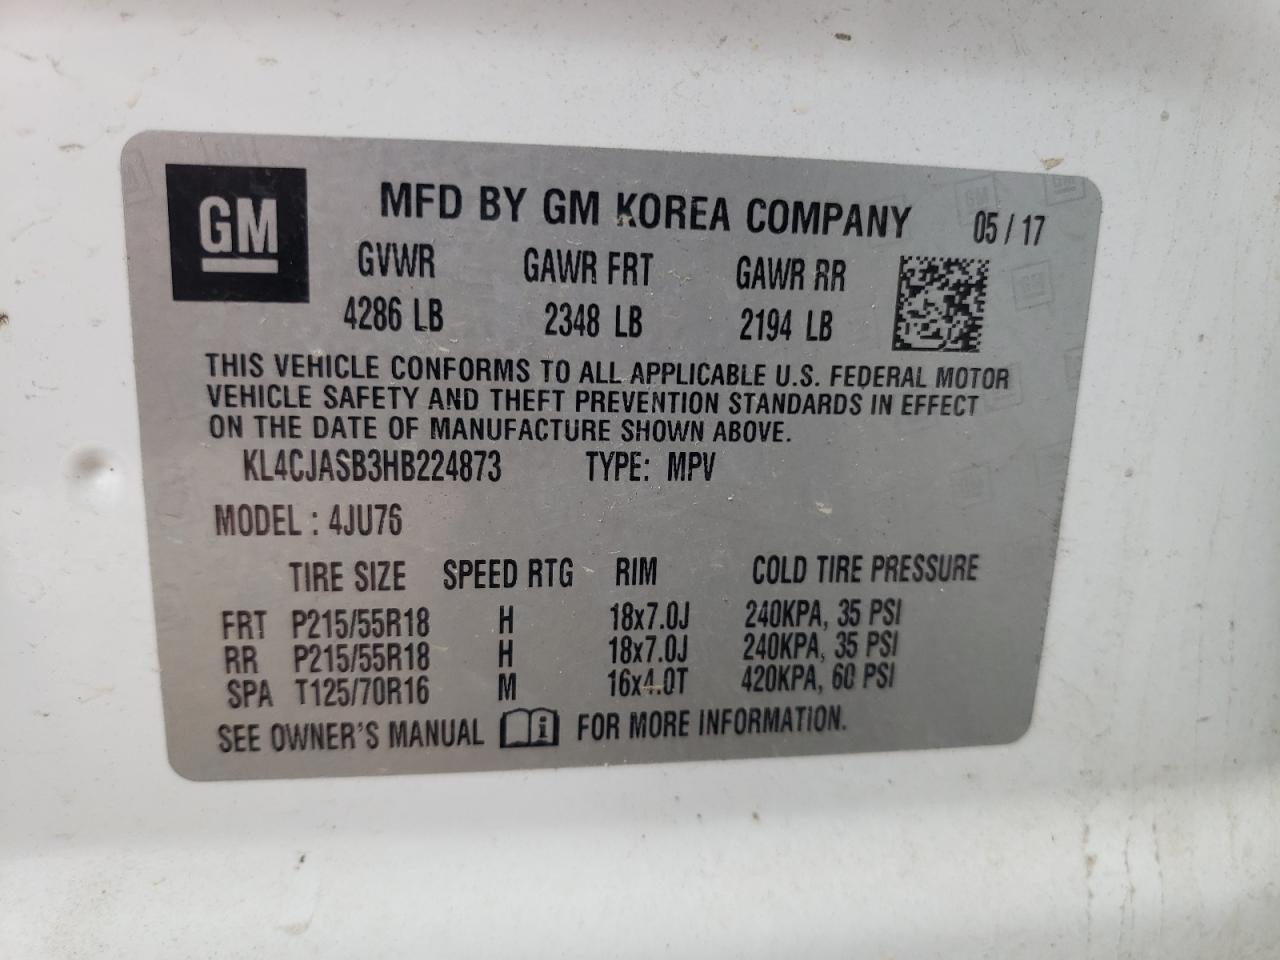 GM
MFD BY GM KOREA COMPANY 05 / 17
GVWR GAWR FRT GAWR RR
4286 LB 2348 LB 2194 LB
THIS VEHICLE CONFORMS TO ALL APPLICABLE U.S. FEDERAL MOTOR
VEHICLE SAFETY AND THEFT PREVENTION STANDARDS IN EFFECT
ON THE DATE OF MANUFACTURE SHOWN ABOVE.
KL4CJASB3HB224873 TYPE: MPV
MODEL : 4JU76
TIRE SIZE SPEED RTG RIM COLD TIRE PRESSURE
FRT P215/55R18 H 18x7.0J 240KPA, 35 PSI
RR P215/55R18 H 18x7.0J 240KPA, 35 PSI
SPA T125/70R16 M 16x4.0T 420KPA, 60 PSI
SEE OWNER'S MANUAL i FOR MORE INFORMATION.